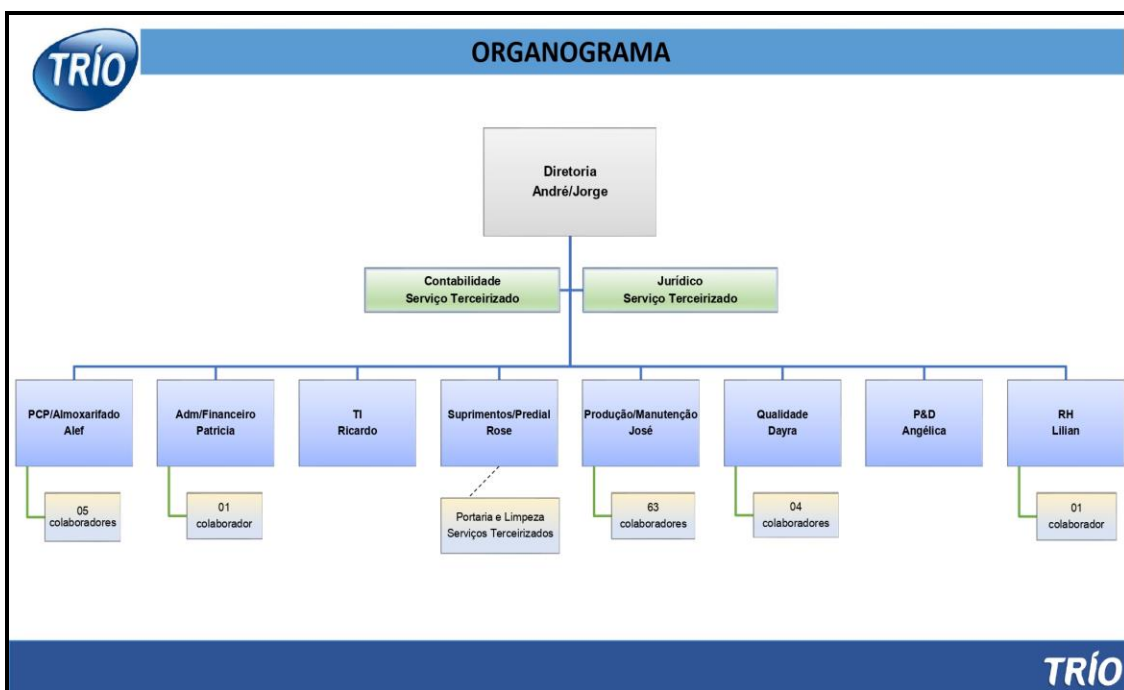 TRÍO
ORGANOGRAMA
Diretoria
André/Jorge
Contabilidade
Serviço Terceirizado
Jurídico
Serviço Terceirizado
PCP/Almoxarifado
Alef
Adm/Financeiro
Patricia
TI
Ricardo
Suprimentos/Predial
Rose
Produção/Manutenção
José
Qualidade
Dayra
P&D
Angélica
RH
Lilian
05
colaboradores
01
colaborador
Portaria e Limpeza
Serviços Terceirizados
63
colaboradores
04
colaboradores
01
colaborador
TRÍO